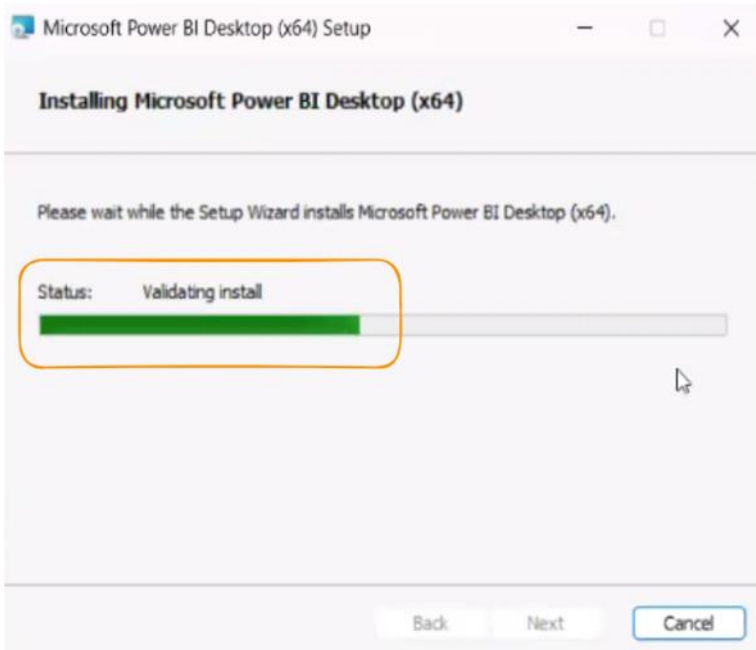 Microsoft Power BI Desktop (x64) Setup
Installing Microsoft Power BI Desktop (x64)
Please wait while the Setup Wizard installs Microsoft Power BI Desktop (x64).
Status: Validating install
Back Next Cancel